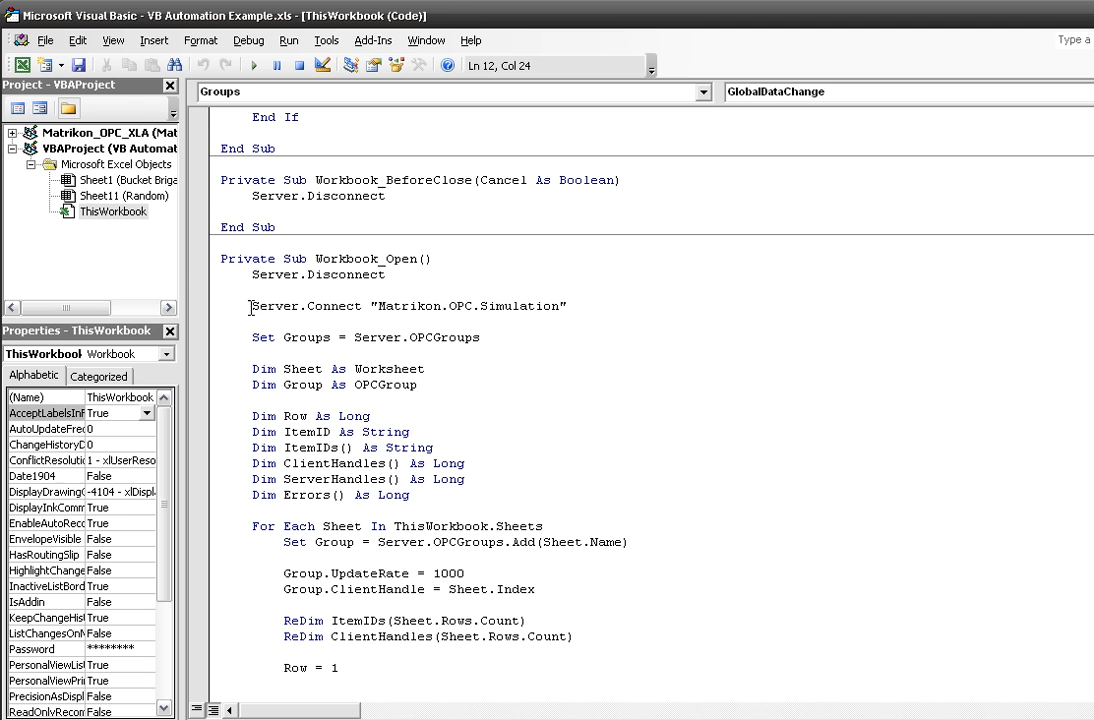 Microsoft Visual Basic - VB Automation Example.xls - [ThisWorkbook (Code)]
File Edit View Insert Format Debug Run Tools Add-Ins Window Help
Type a
Ln 12, Col 24
Project - VBAProject
Groups
GlobalDataChange
Matrikon_OPC_XLA (Mat
VBAProject (VB Automat
Microsoft Excel Objects
Sheet1 (Bucket Briga
Sheet11 (Random)
ThisWorkbook
Properties - ThisWorkbook
ThisWorkbool Workbook
Alphabetic Categorized
(Name) ThisWorkbook
AcceptLabelsInF True
AutoUpdateFrec 0
ChangeHistoryD 0
ConflictResolutic 1 - xlUserReso
Date1904 False
DisplayDrawingC -4104 - xlDispl
DisplayInkComm True
EnableAutoReco True
EnvelopeVisible False
HasRoutingSlip False
HighlightChange False
InactiveListBord True
IsAddin False
KeepChangeHist True
ListChangesOnN False
Password ********
PersonalViewList True
PersonalViewPri True
PrecisionAsDispl False
ReadOnlyRecom False
End If
End Sub
Private Sub Workbook_BeforeClose(Cancel As Boolean)
Server.Disconnect
End Sub
Private Sub Workbook_Open()
Server.Disconnect
Server.Connect "Matrikon.OPC.Simulation"
Set Groups = Server.OPCGroups
Dim Sheet As Worksheet
Dim Group As OPCGroup
Dim Row As Long
Dim ItemID As String
Dim ItemIDs() As String
Dim ClientHandles() As Long
Dim ServerHandles() As Long
Dim Errors() As Long
For Each Sheet In ThisWorkbook.Sheets
Set Group = Server.OPCGroups.Add(Sheet.Name)
Group.UpdateRate = 1000
Group.ClientHandle = Sheet.Index
ReDim ItemIDs(Sheet.Rows.Count)
ReDim ClientHandles(Sheet.Rows.Count)
Row = 1